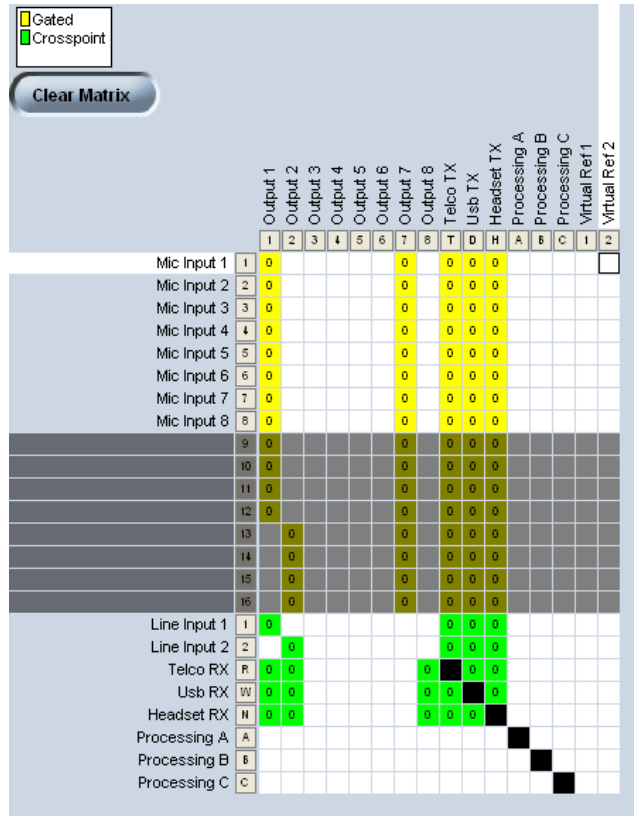 Gated
Crosspoint
Clear Matrix
Output 1
Output 2
Output 3
Output 4
Output 5
Output 6
Output 7
Output 8
Telco TX
Usb TX
Headset TX
Processing A
Processing B
Processing C
Virtual Ref 1
Virtual Ref 2
1 2 3 4 5 6 7 8 T D H A B C 1 2
Mic Input 1 1 0 0 0 0 0
Mic Input 2 2 0 0 0 0 0
Mic Input 3 3 0 0 0 0 0
Mic Input 4 4 0 0 0 0 0
Mic Input 5 5 0 0 0 0 0
Mic Input 6 6 0 0 0 0 0
Mic Input 7 7 0 0 0 0 0
Mic Input 8 8 0 0 0 0 0
9 0 0 0 0 0
10 0 0 0 0 0
11 0 0 0 0 0
12 0 0 0 0 0
13 0 0 0 0 0
14 0 0 0 0 0
15 0 0 0 0 0
16 0 0 0 0 0
Line Input 1 1 0 0 0 0
Line Input 2 2 0 0 0 0
Telco RX R 0 0 0 0 0
Usb RX W 0 0 0 0 0
Headset RX N 0 0 0 0 0
Processing A A
Processing B B
Processing C C